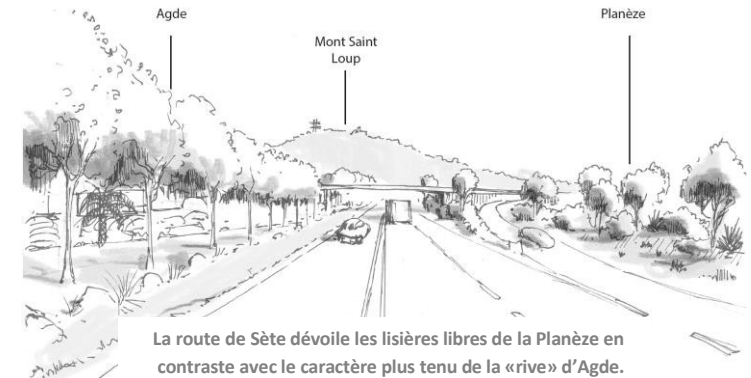 Agde
Mont Saint
Loup
Planèze
La route de Sète dévoile les lisières libres de la Planèze en
contraste avec le caractère plus tenu de la «rive» d’Agde.